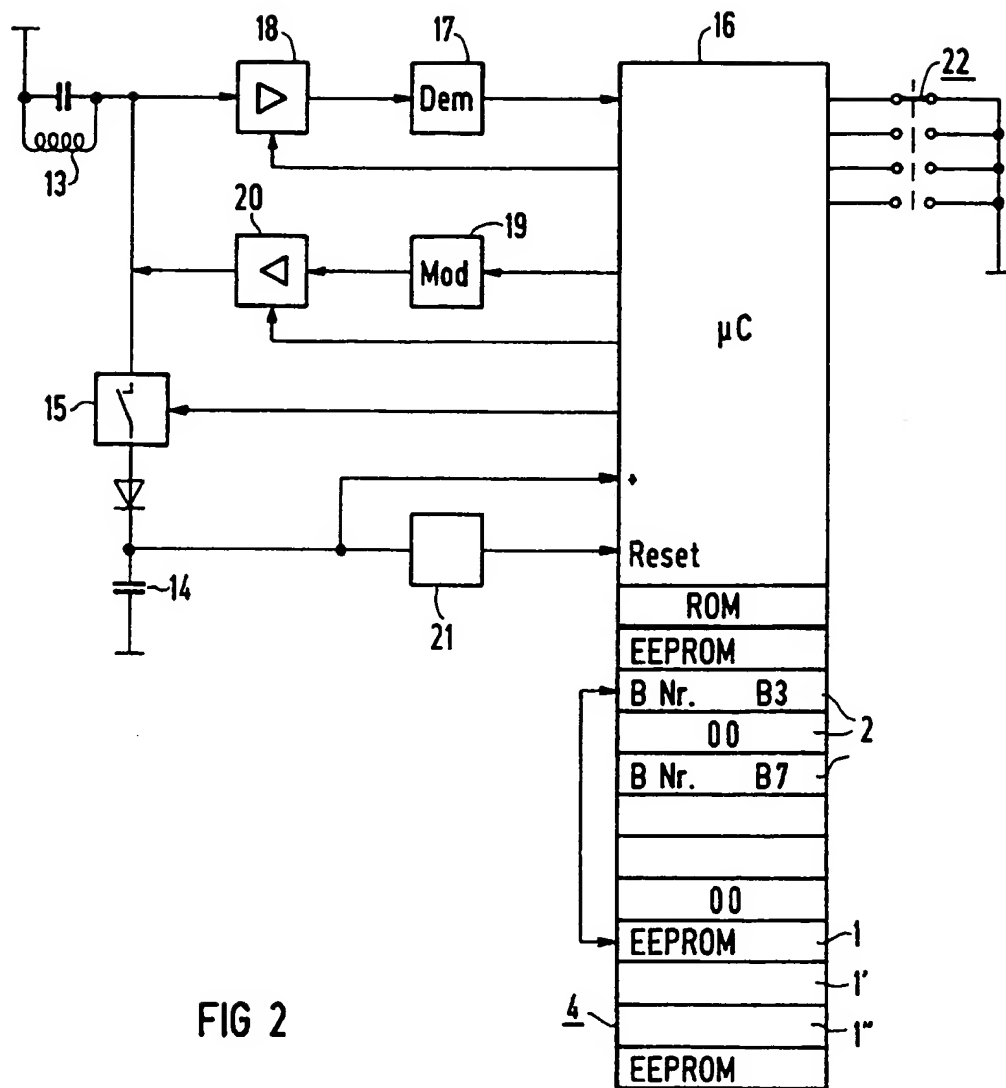 18
17
16
22
Dem
13
20
19
Mod
µC
15
+
Reset
14
21
ROM
EEPROM
B Nr. B3
2
00
B Nr. B7
00
EEPROM
1
1'
4
1"
EEPROM
FIG 2